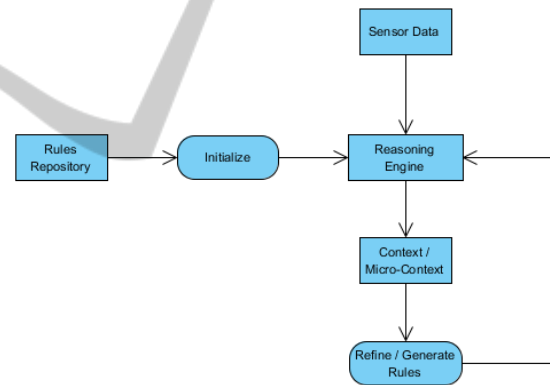 Sensor Data
Rules
Repository
Initialize
Reasoning
Engine
Context /
Micro-Context
Refine / Generate
Rules